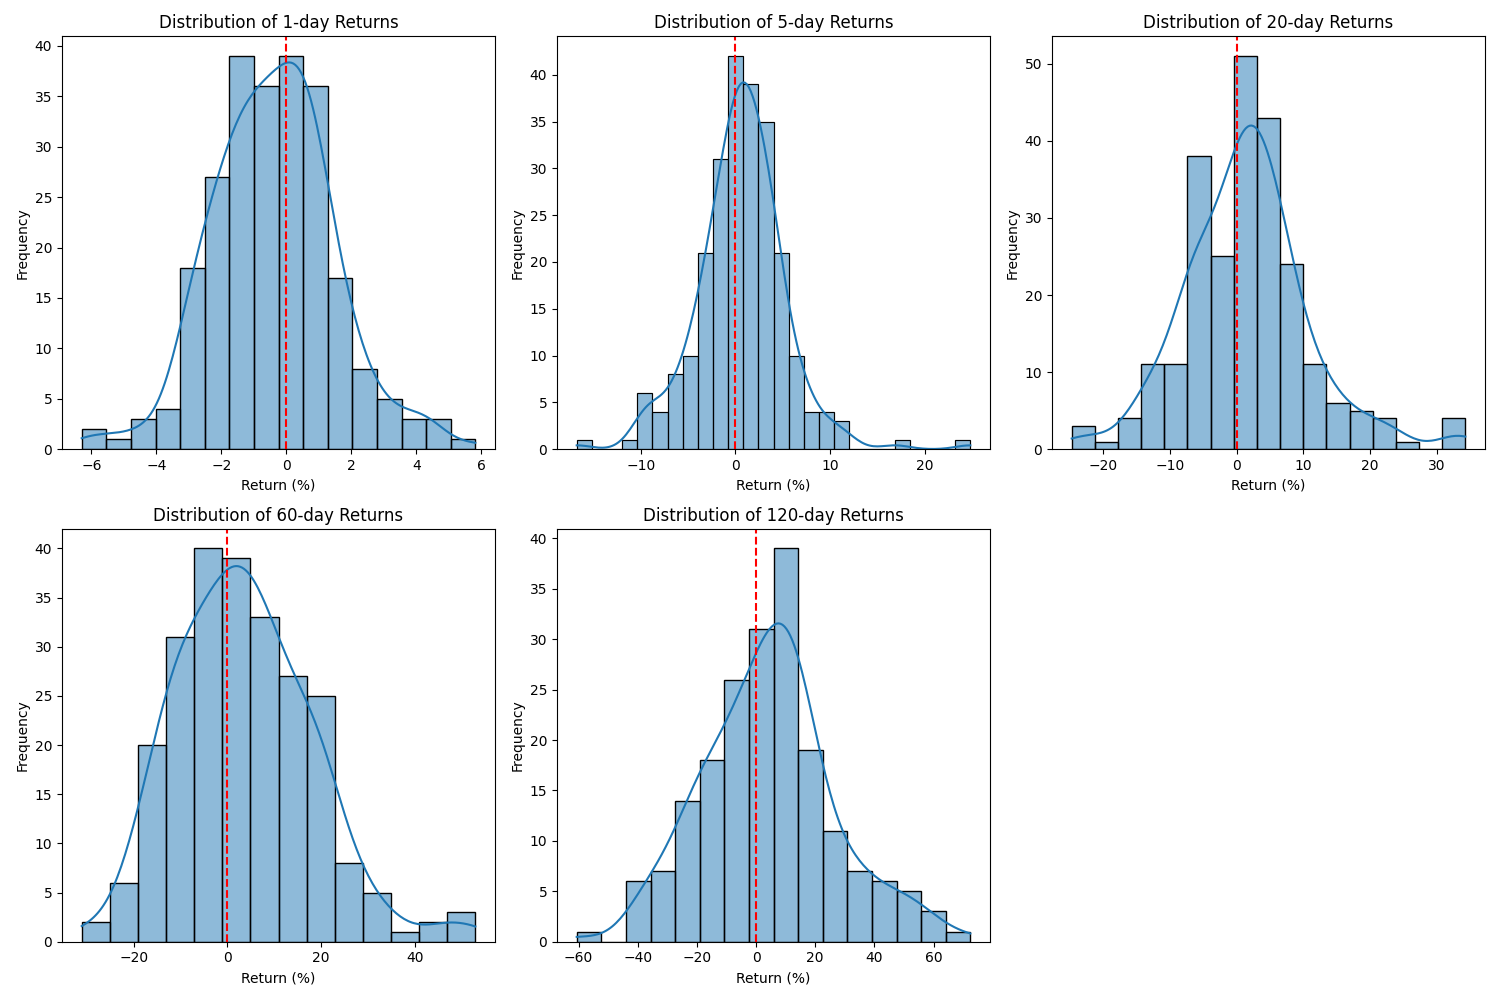 Distribution of 1-day Returns
40
35
30
25
20
15
10
5
0
Frequency
−6 −4 −2 0 2 4 6
Return (%)
Distribution of 5-day Returns
40
35
30
25
20
15
10
5
0
Frequency
−10 0 10 20
Return (%)
Distribution of 20-day Returns
50
40
30
20
10
0
Frequency
−20 −10 0 10 20 30
Return (%)
Distribution of 60-day Returns
40
35
30
25
20
15
10
5
0
Frequency
−20 0 20 40
Return (%)
Distribution of 120-day Returns
40
35
30
25
20
15
10
5
0
Frequency
−60 −40 −20 0 20 40 60
Return (%)